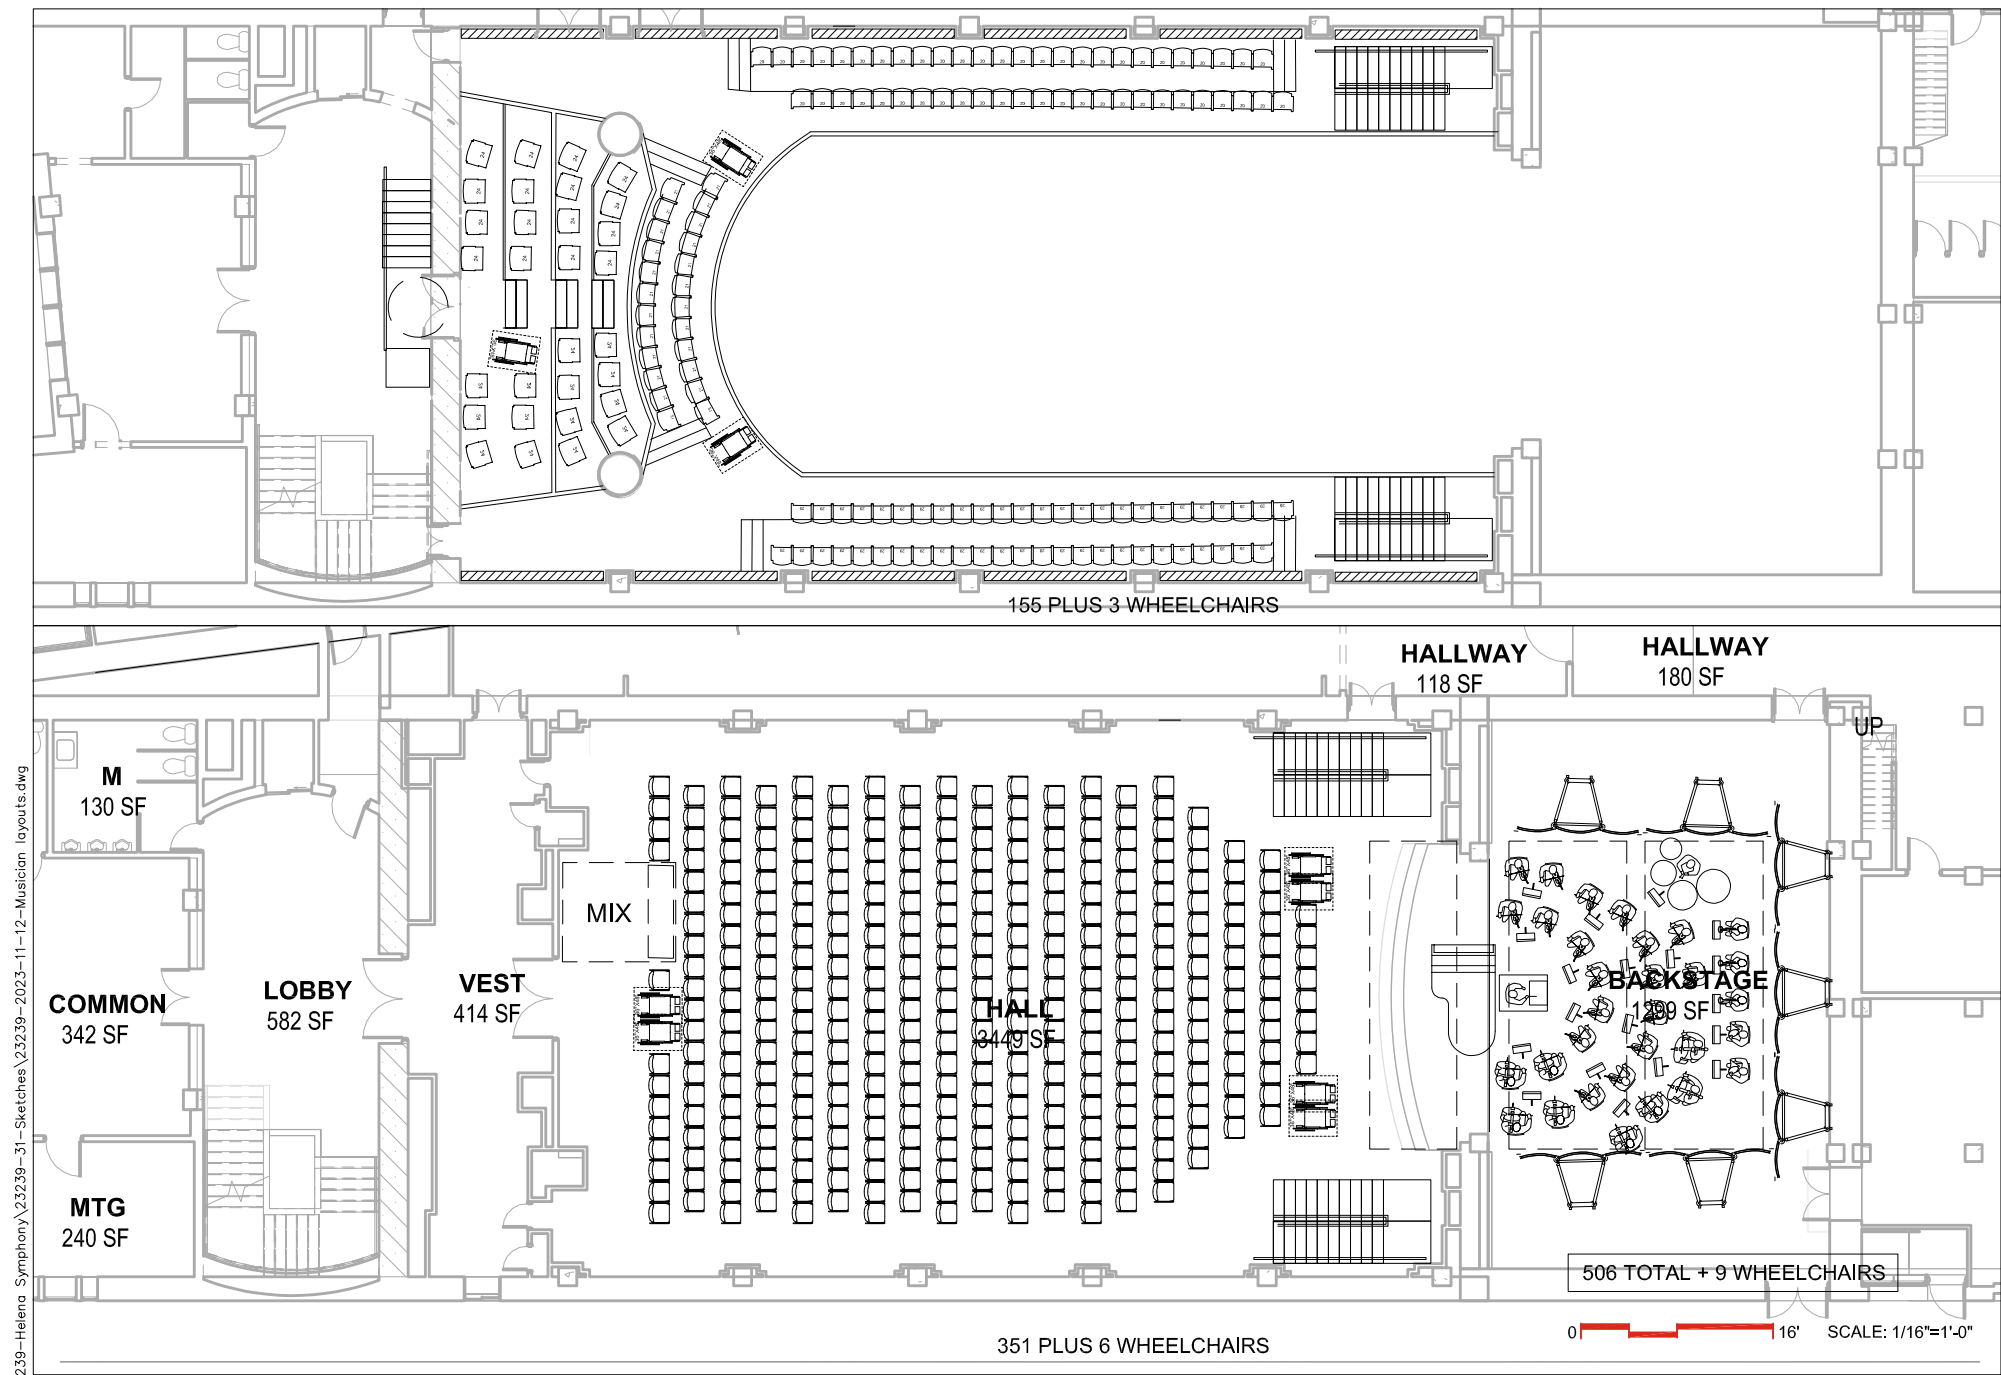 155 PLUS 3 WHEELCHAIRS
HALLWAY
118 SF
HALLWAY
180 SF
UP
M
130 SF
MIX
COMMON
342 SF
LOBBY
582 SF
VEST
414 SF
HALL
3449 SF
BACKSTAGE
1299 SF
MTG
240 SF
506 TOTAL + 9 WHEELCHAIRS
0 16' SCALE: 1/16"=1'-0"
351 PLUS 6 WHEELCHAIRS
239-Helena Symphony\23239-31-Sketches\23239-2023-11-12-Musician layouts.dwg